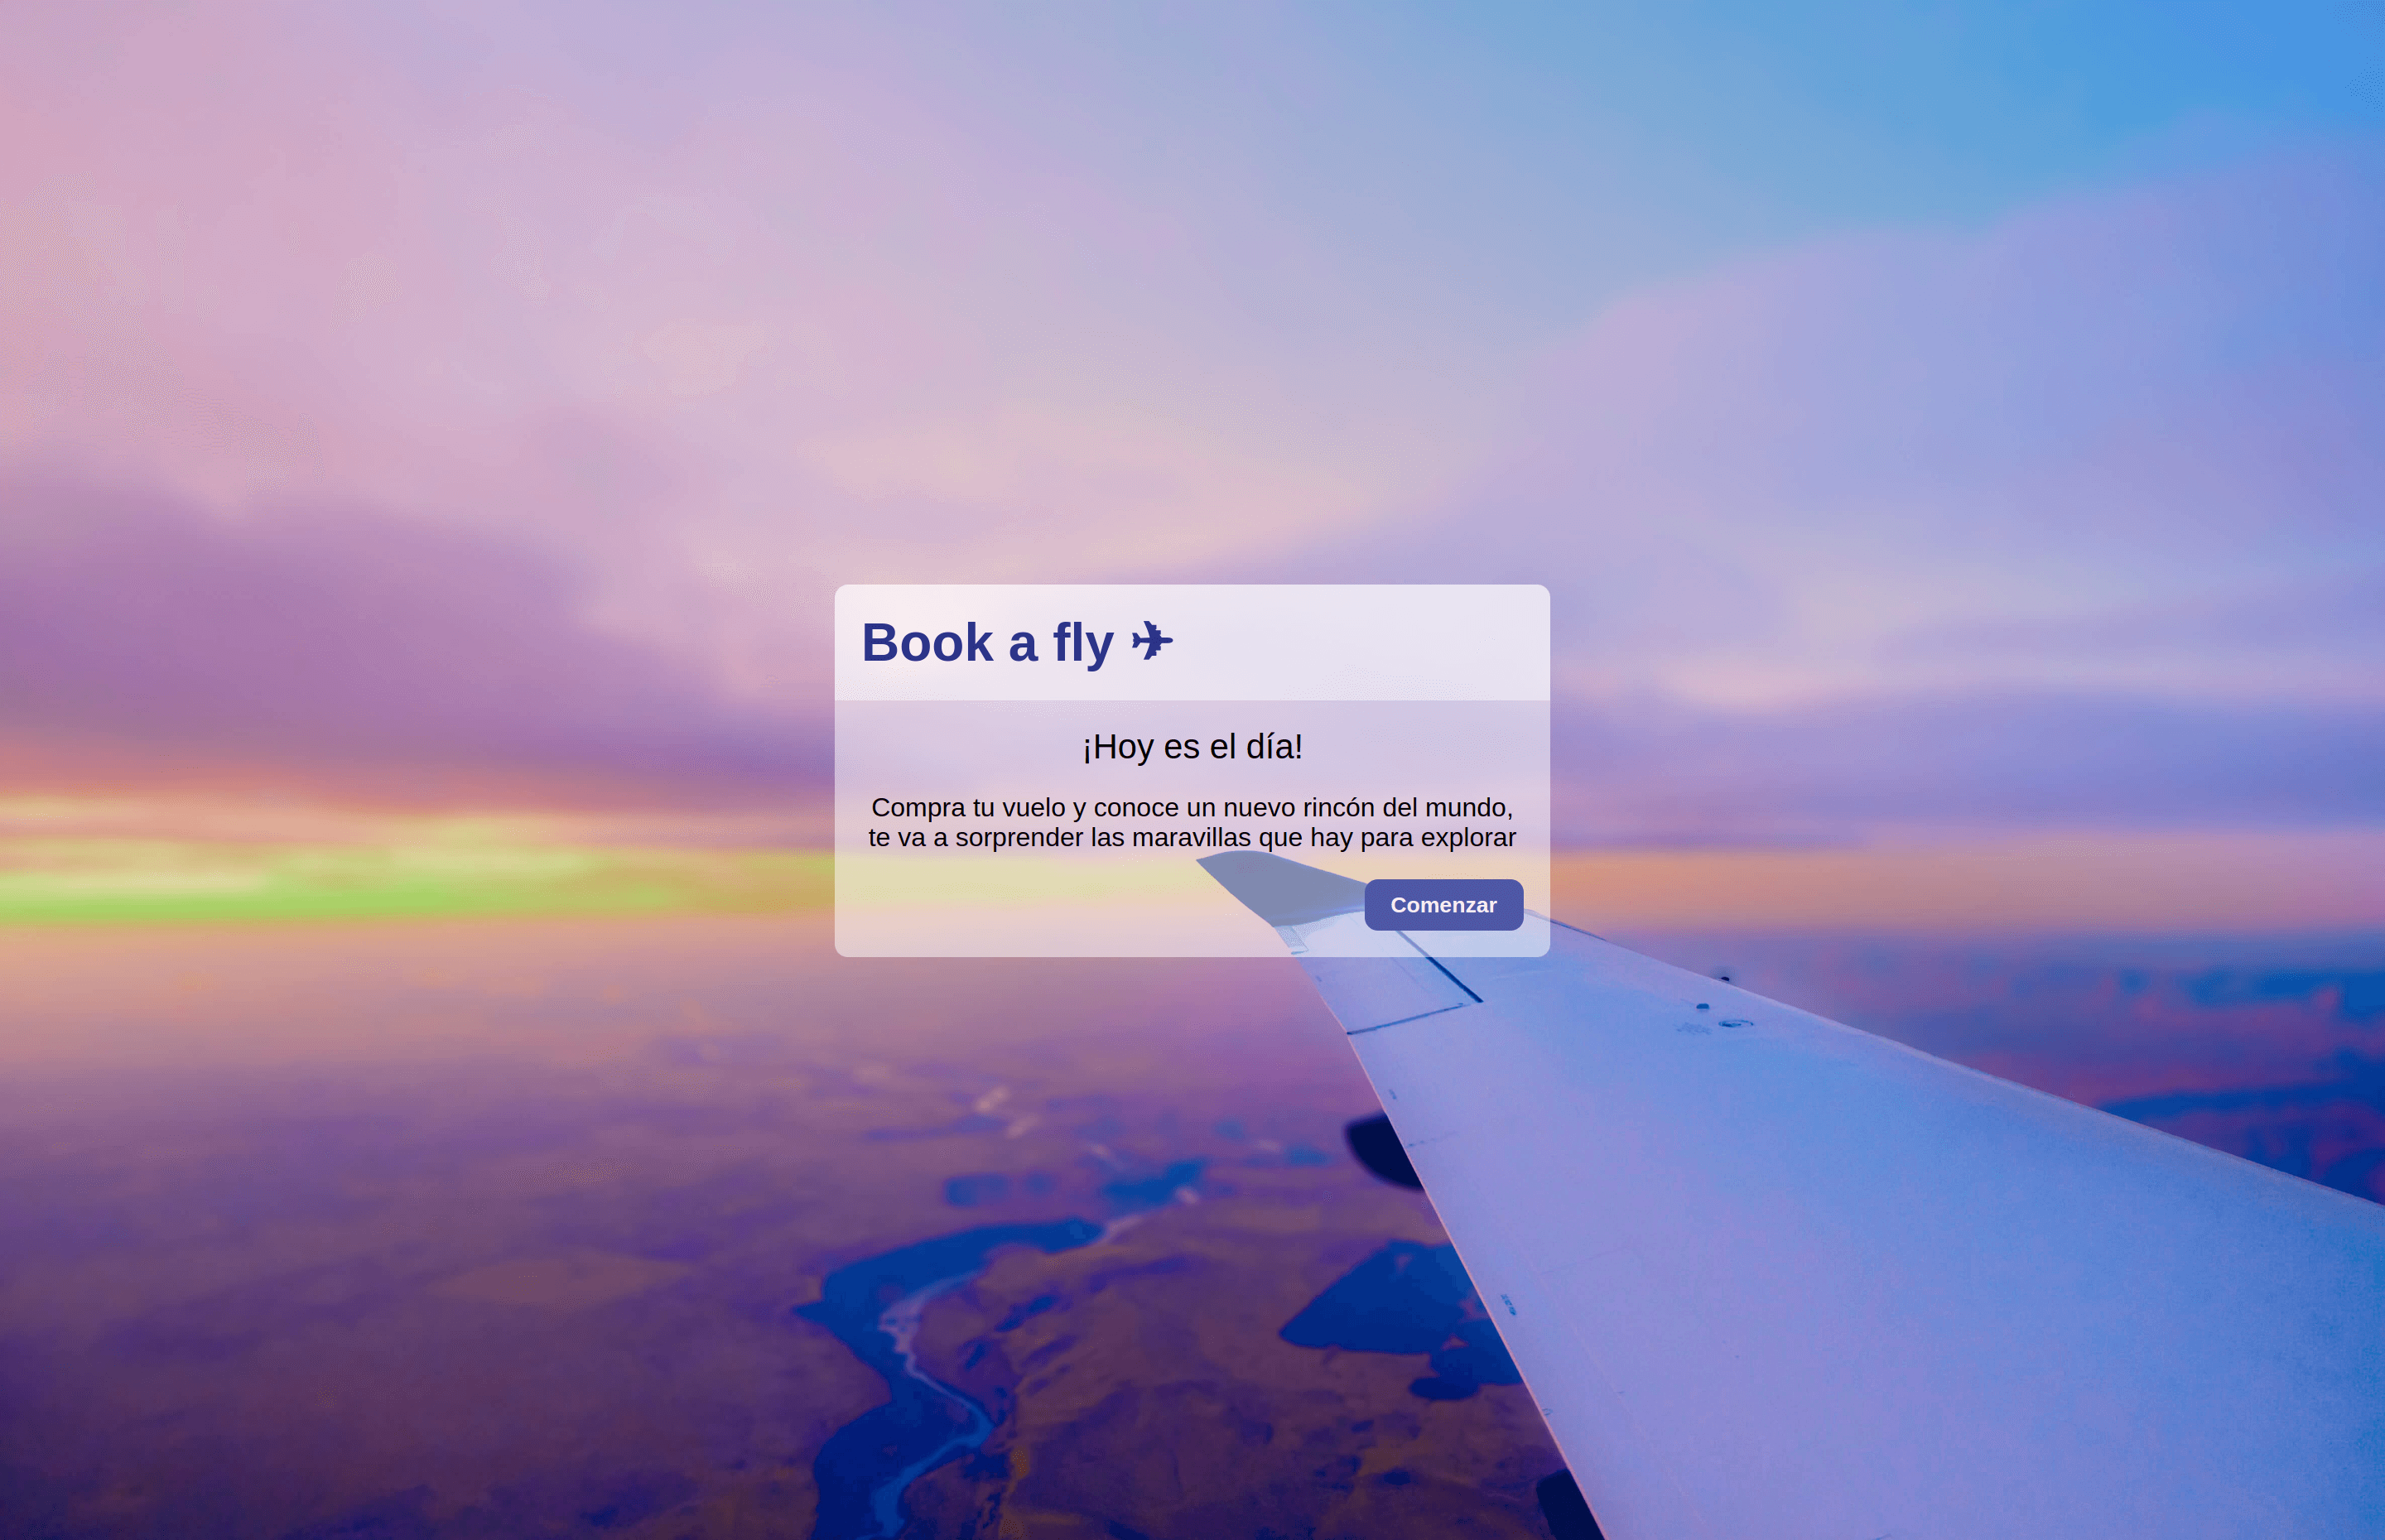 Book a fly ✈
¡Hoy es el día!
Compra tu vuelo y conoce un nuevo rincón del mundo,
te va a sorprender las maravillas que hay para explorar
Comenzar